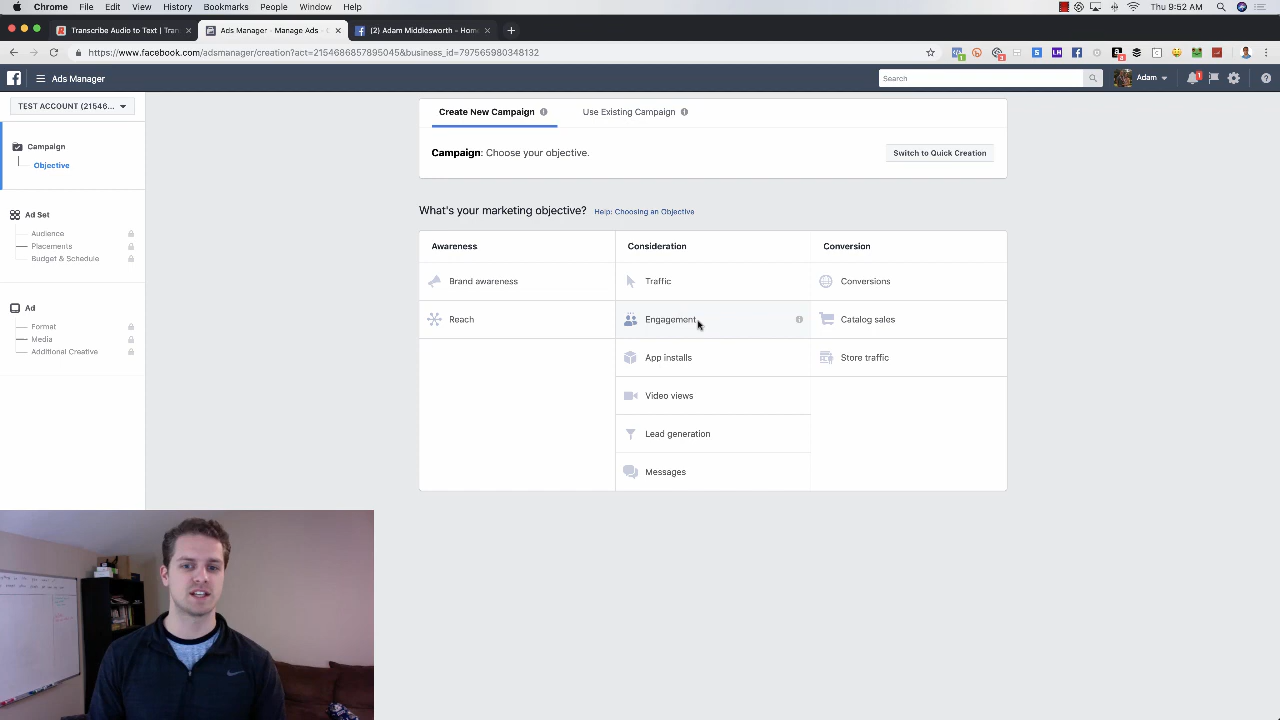 Chrome File Edit View History Bookmarks People Window Help Thu 9:52 AM
Transcribe Audio to Text | Tran Ads Manager - Manage Ads - (2) Adam Middlesworth - Hom
https://www.facebook.com/adsmanager/creation?act=2154686857895045&business_id=797565980348132
Ads Manager Search Adam 1
TEST ACCOUNT (21546...
Create New Campaign Use Existing Campaign
Campaign
Objective
Campaign: Choose your objective. Switch to Quick Creation
Ad Set
Audience
Placements
Budget & Schedule
Ad
Format
Media
Additional Creative
What's your marketing objective? Help: Choosing an Objective
Awareness Consideration Conversion
Brand awareness Traffic Conversions
Reach Engagement Catalog sales
App installs Store traffic
Video views
Lead generation
Messages